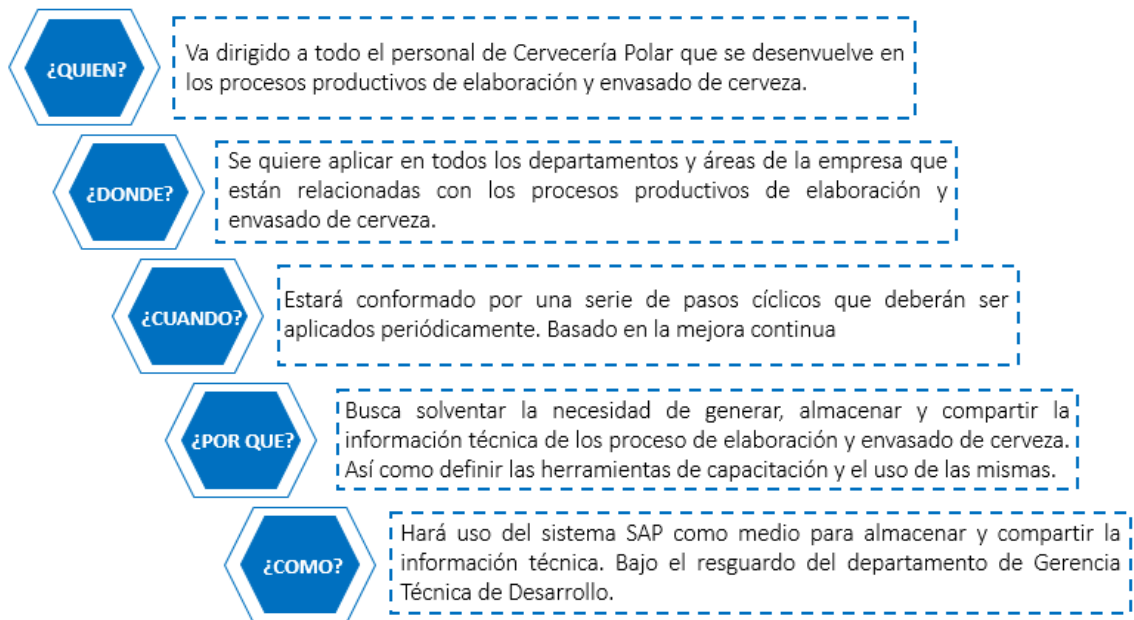 ¿QUIEN?
Va dirigido a todo el personal de Cervecería Polar que se desenvuelve en
los procesos productivos de elaboración y envasado de cerveza.
¿DONDE?
Se quiere aplicar en todos los departamentos y áreas de la empresa que
están relacionadas con los procesos productivos de elaboración y
envasado de cerveza.
¿CUANDO?
Estará conformado por una serie de pasos cíclicos que deberán ser
aplicados periódicamente. Basado en la mejora continua
¿POR QUE?
Busca solventar la necesidad de generar, almacenar y compartir la
información técnica de los proceso de elaboración y envasado de cerveza.
Así como definir las herramientas de capacitación y el uso de las mismas.
¿COMO?
Hará uso del sistema SAP como medio para almacenar y compartir la
información técnica. Bajo el resguardo del departamento de Gerencia
Técnica de Desarrollo.